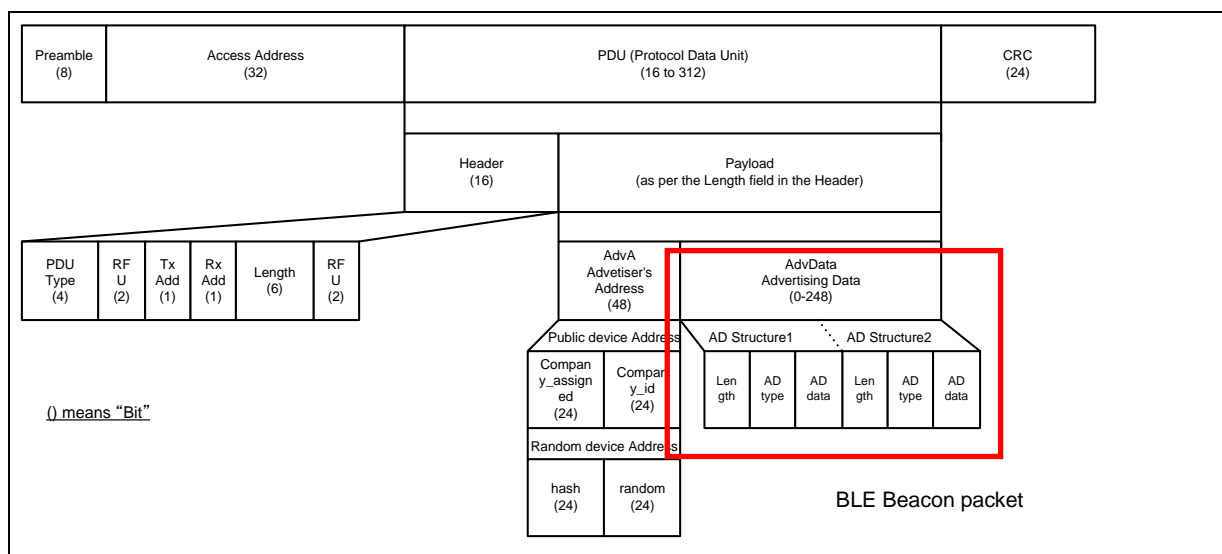 Preamble
(8)
Access Address
(32)
PDU (Protocol Data Unit)
(16 to 312)
CRC
(24)
Header
(16)
Payload
(as per the Length field in the Header)
PDU
Type
(4)
RF
U
(2)
Tx
Add
(1)
Rx
Add
(1)
Length
(6)
RF
U
(2)
AdvA
Advetiser's
Address
(48)
AdvData
Advertising Data
(0-248)
Public device Address
AD Structure1
AD Structure2
Compan
y_assign
ed
(24)
Compan
y_id
(24)
Len
gth
AD
type
AD
data
Len
gth
AD
type
AD
data
() means “Bit”
Random device Address
hash
(24)
random
(24)
BLE Beacon packet